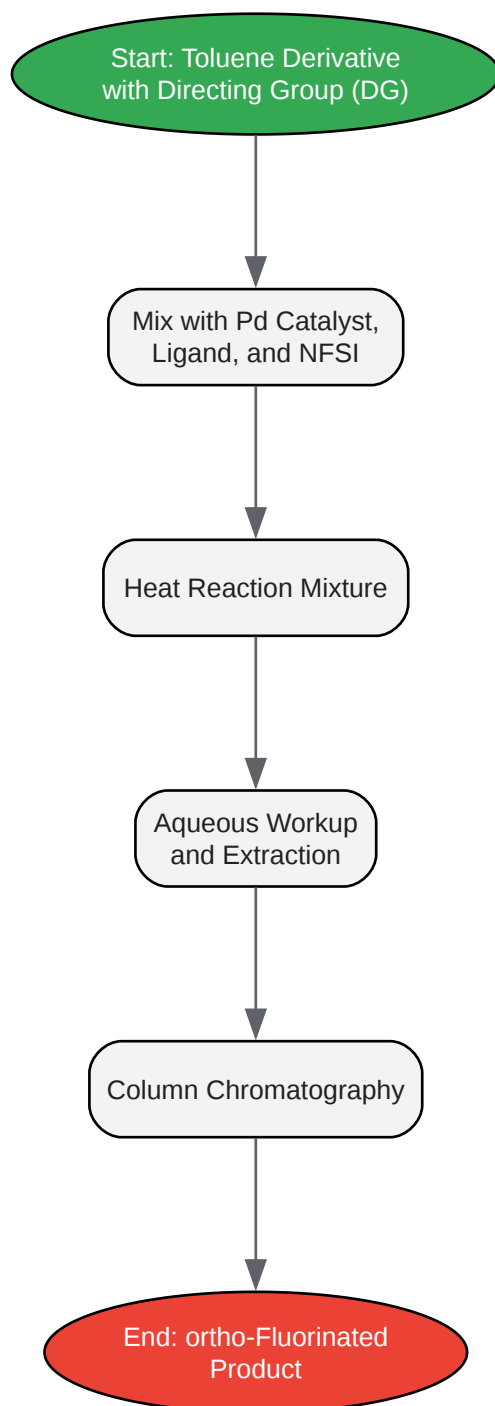 Start: Toluene Derivative
with Directing Group (DG)
Mix with Pd Catalyst,
Ligand, and NFSI
Heat Reaction Mixture
Aqueous Workup
and Extraction
Column Chromatography
End: ortho-Fluorinated
Product